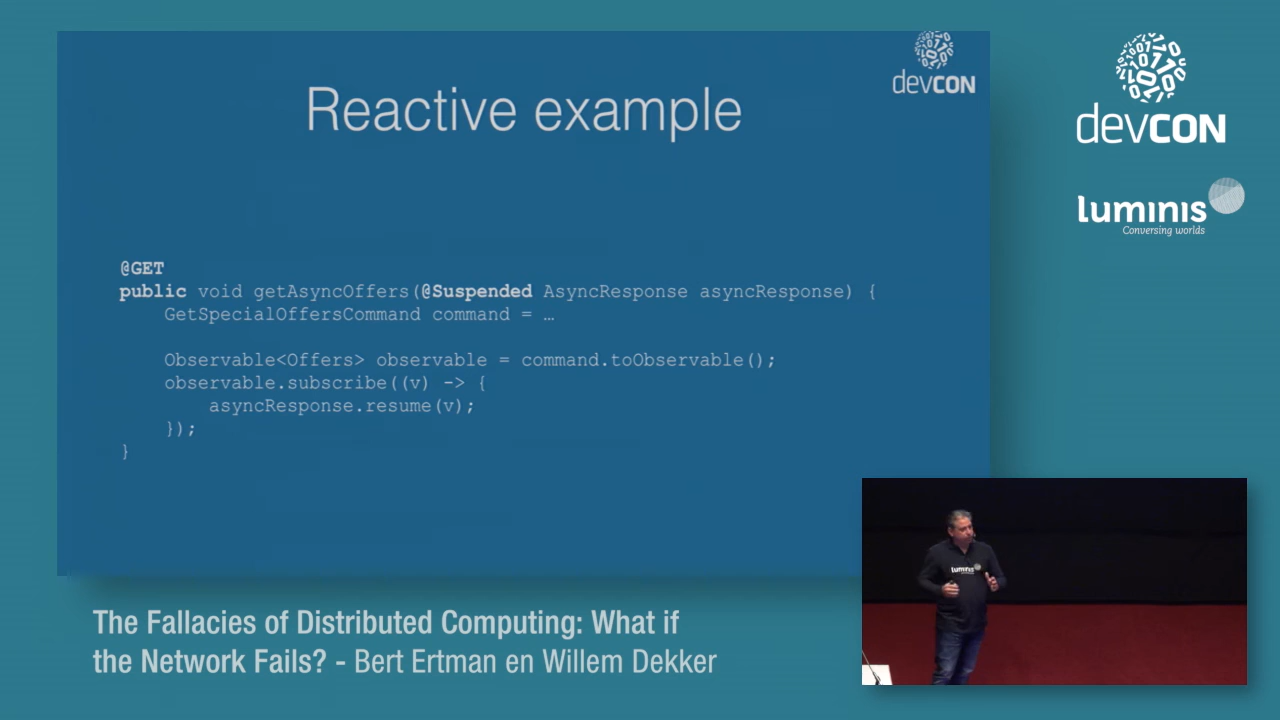 devcon
Reactive example
@GET
public void getAsyncOffers(@Suspended AsyncResponse asyncResponse) {
GetSpecialOffersCommand command = …
Observable<Offers> observable = command.toObservable();
observable.subscribe((v) -> {
asyncResponse.resume(v);
});
}
devcon
luminis
Conversing worlds
luminis
The Fallacies of Distributed Computing: What if
the Network Fails? - Bert Ertman en Willem Dekker